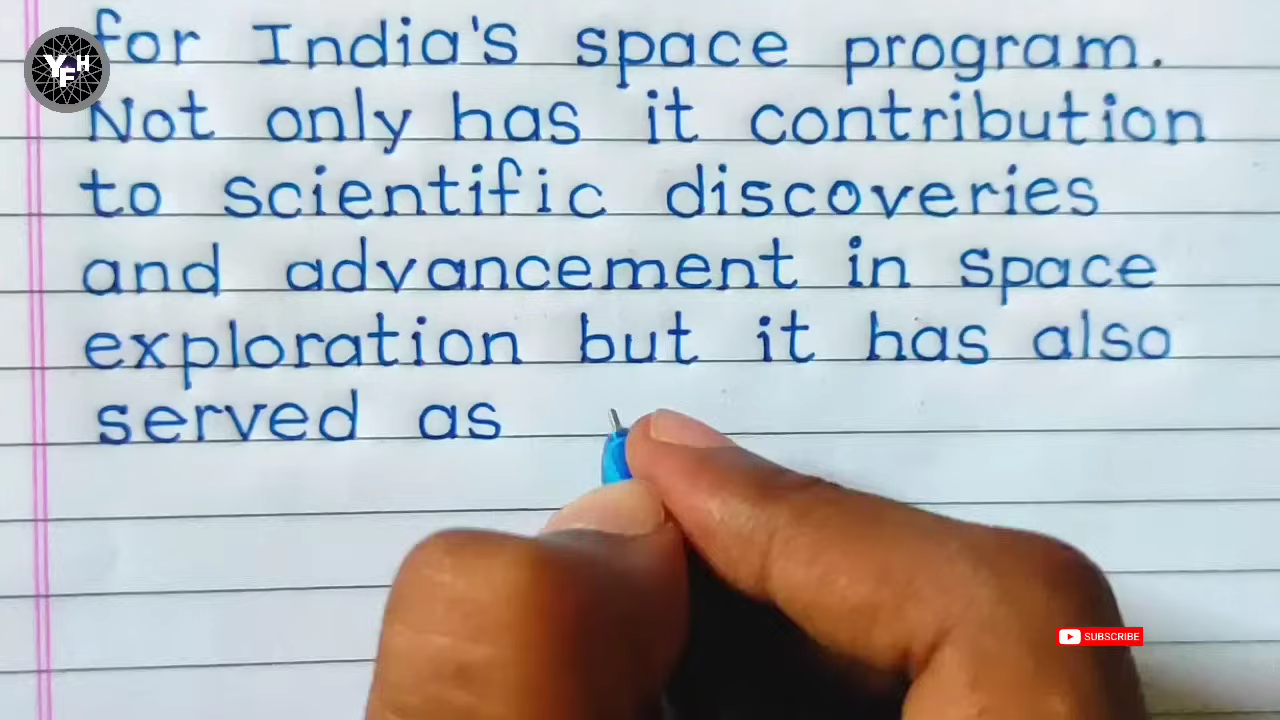 for India's space program.
Not only has it contribution
to scientific discoveries
and advancement in space
exploration but it has also
served as
YFH
SUBSCRIBE